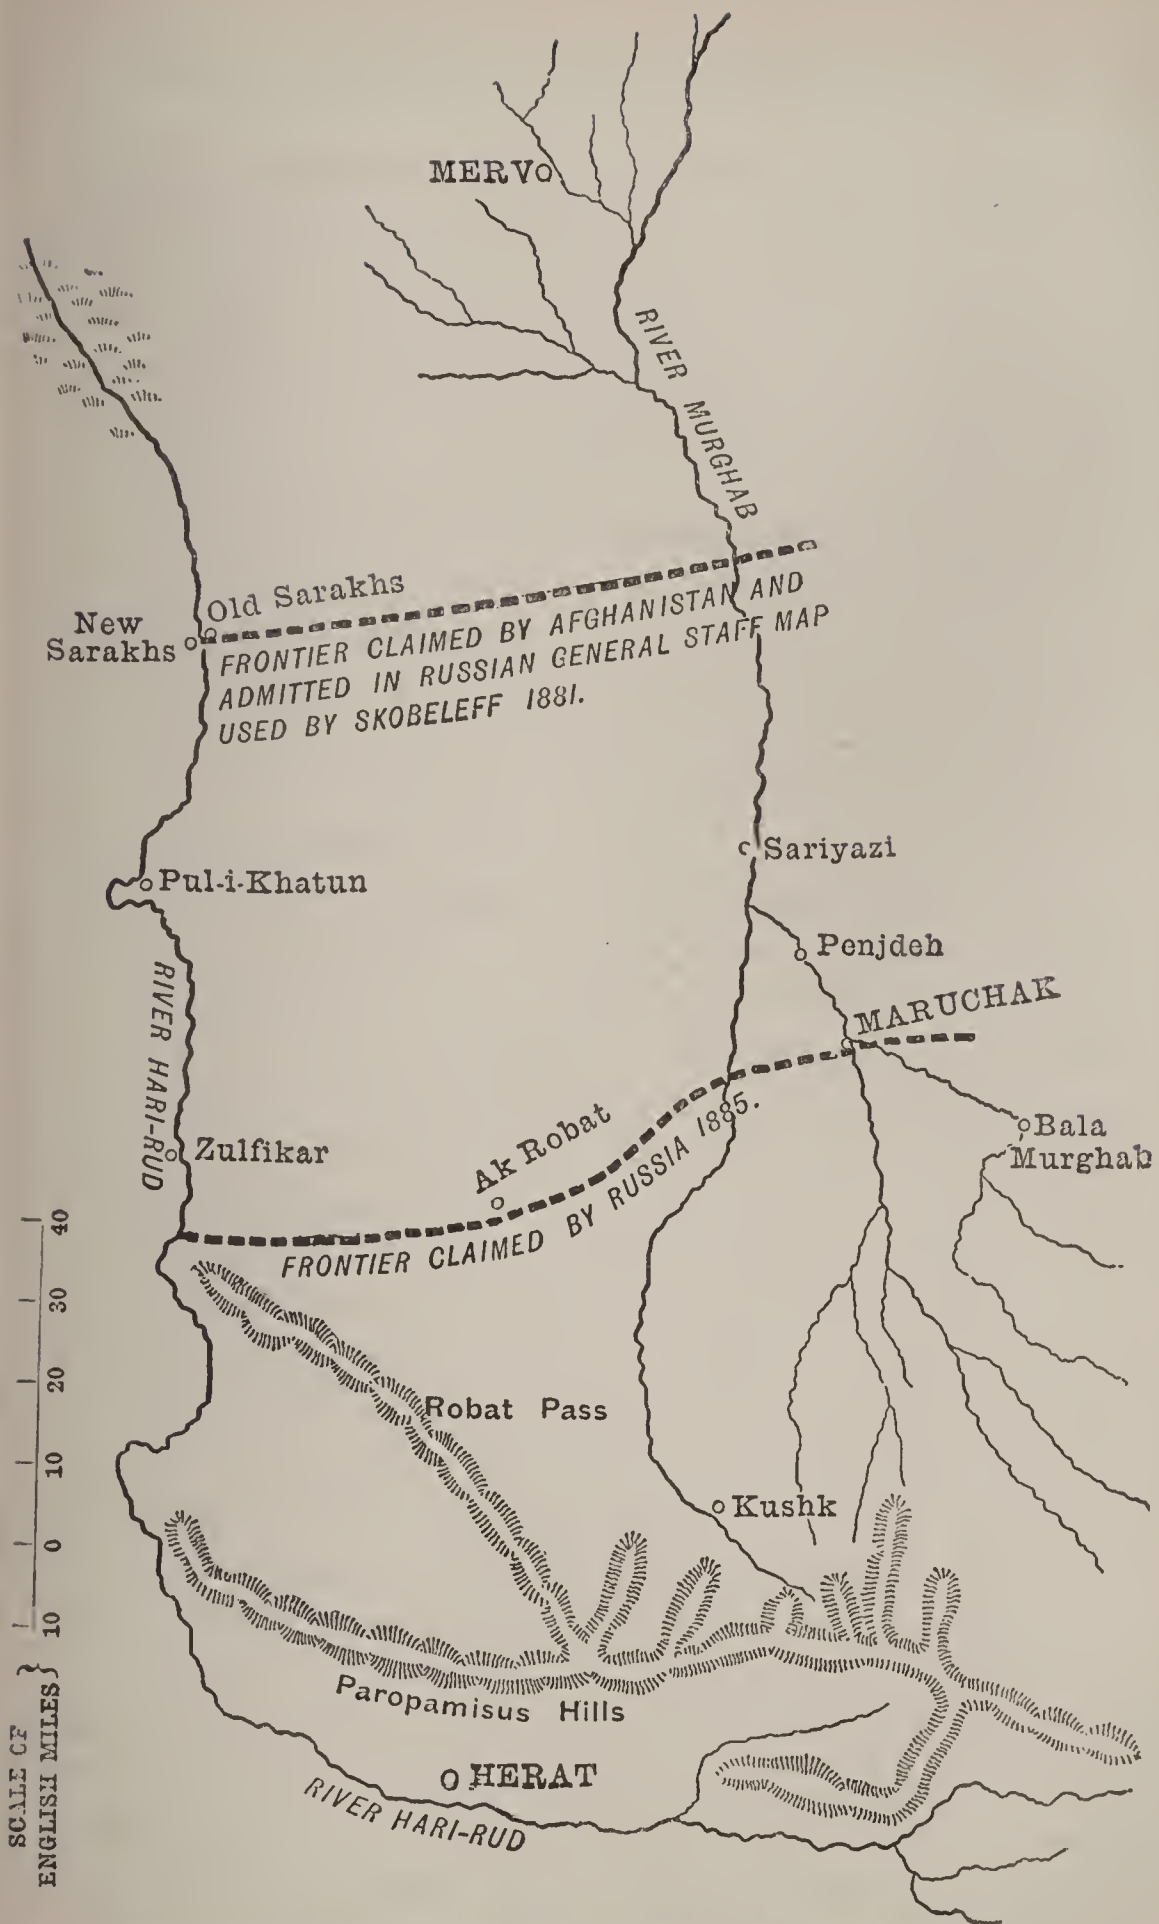 MERV
RIVER MURGHAB
Old Sarakhs
New
Sarakhs
FRONTIER CLAIMED BY AFGHANISTAN AND
ADMITTED IN RUSSIAN GENERAL STAFF MAP
USED BY SKOBELEFF 1881.
Sariyazi
Pul-i-Khatun
Penjdeh
MARUCHAK
RIVER HARI-RUD
Bala
Murghab
Zulfikar
Ak Robat
FRONTIER CLAIMED BY RUSSIA 1885.
40
30
20
10
0
10
SCALE OF
ENGLISH MILES
Robat Pass
Kushk
Paropamisus Hills
HERAT
RIVER HARI-RUD